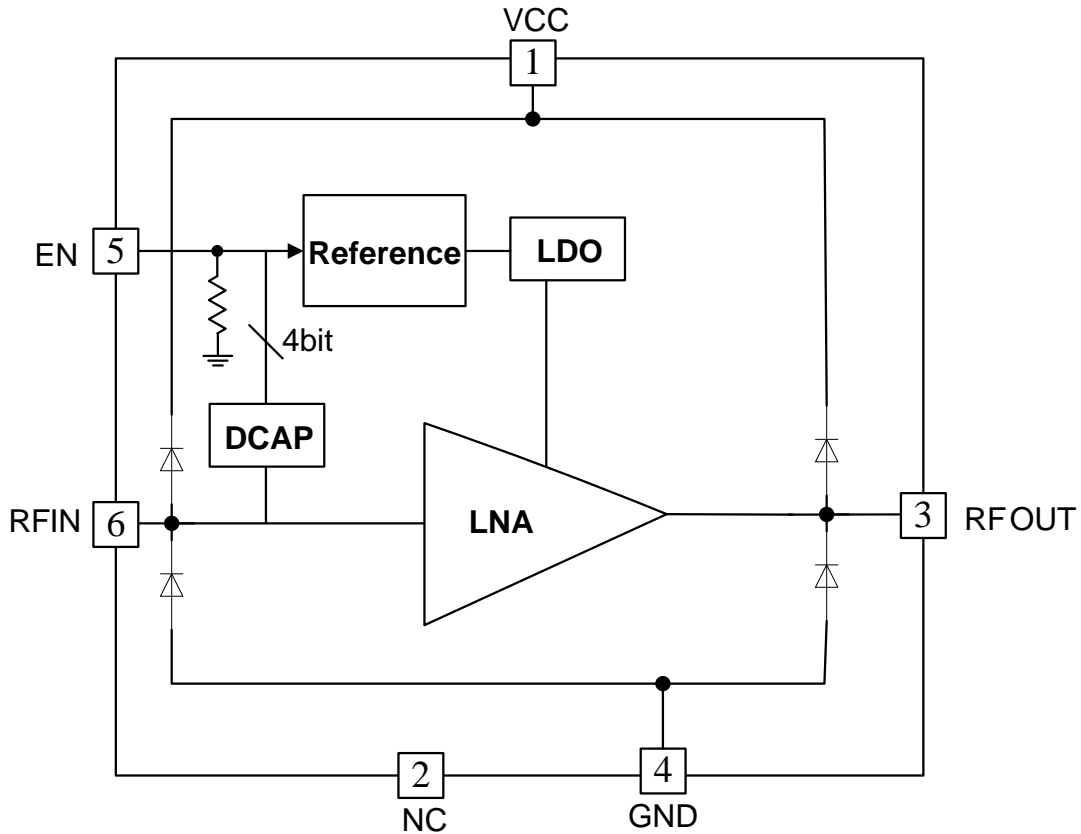 VCC
1
EN
5
Reference
LDO
4bit
DCAP
RFIN
6
LNA
3
RFOUT
2
NC
4
GND